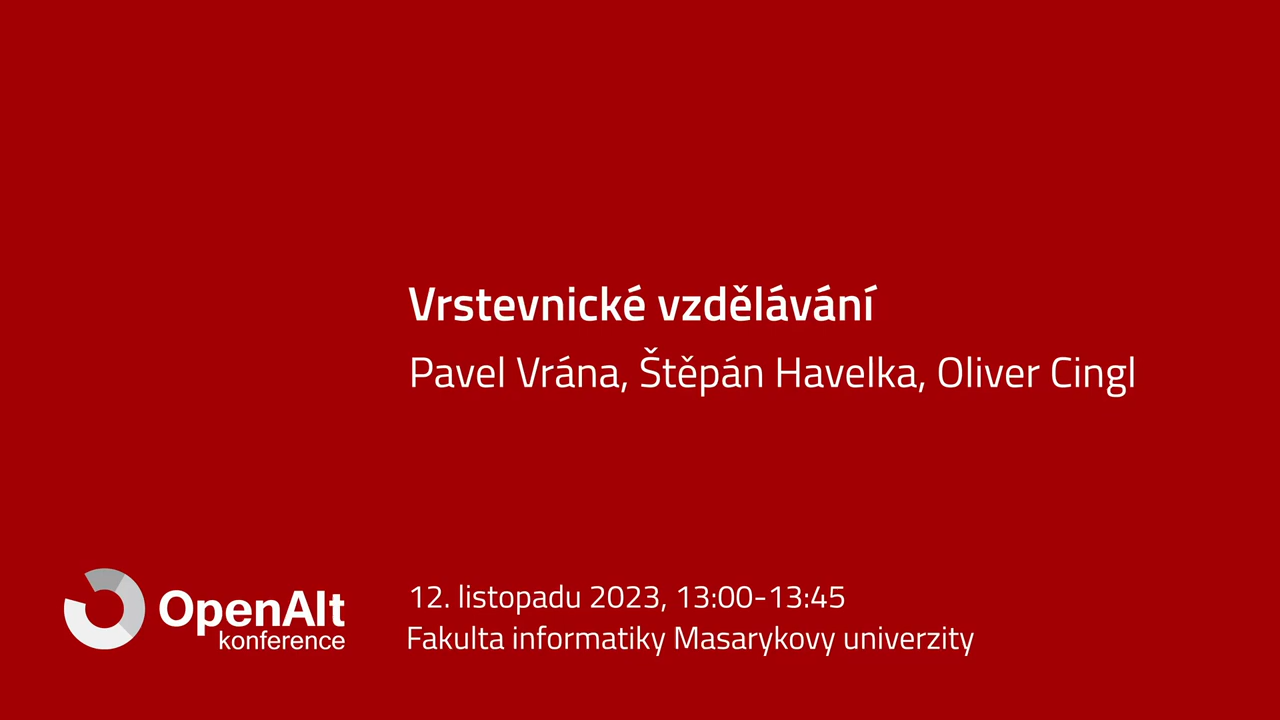 Vrstevnické vzdělávání
Pavel Vrána, Štěpán Havelka, Oliver Cingl
OpenAlt
konference
12. listopadu 2023, 13:00-13:45
Fakulta informatiky Masarykovy univerzity